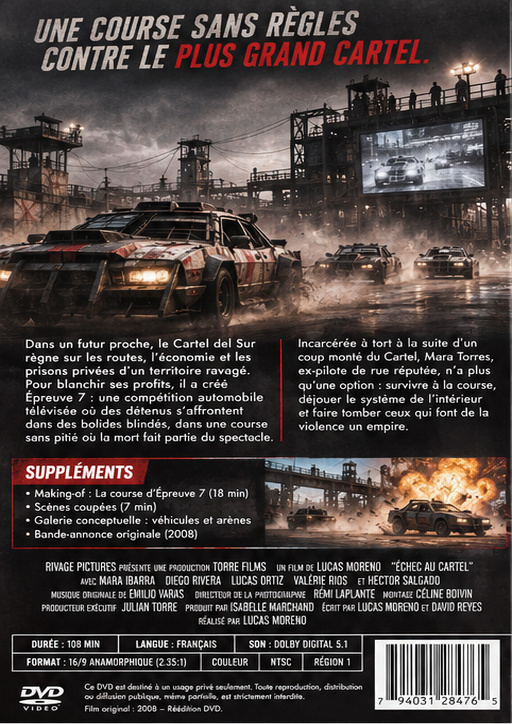 UNE COURSE SANS RÈGLES
CONTRE LE PLUS GRAND CARTEL.
Dans un futur proche, le Cartel del Sur
règne sur les routes, l'économie et les
prisons privées d'un territoire ravagé.
Pour blanchir ses profits, il a créé
Épreuve 7 : une compétition automobile
télévisée où des détenus s'affrontent
dans des bolides blindés, dans une course
sans pitié où la mort fait partie du spectacle.
Incarcérée à tort à la suite d'un
coup monté du Cartel, Mara Torres,
ex-pilote de rue réputée, n'a plus
qu'une option : survivre à la course,
déjouer le système de l'intérieur
et faire tomber ceux qui font de la
violence un empire.
SUPPLÉMENTS
• Making-of : La course d'Épreuve 7 (18 min)
• Scènes coupées (7 min)
• Galerie conceptuelle : véhicules et arènes
• Bande-annonce originale (2008)
RIVAGE PICTURES PRÉSENTE UNE PRODUCTION TORRE FILMS UN FILM DE LUCAS MORENO "ÉCHEC AU CARTEL"
AVEC MARA IBARRA DIEGO RIVERA LUCAS ORTIZ VALÉRIE RIOS ET HECTOR SALGADO
MUSIQUE ORIGINALE DE EMILIO VARAS DIRECTEUR DE LA PHOTOGRAPHIE RÉMI LAPLANTE MONTAGE CÉLINE BOIVIN
PRODUCTEUR EXÉCUTIF JULIAN TORRE PRODUIT PAR ISABELLE MARCHAND ÉCRIT PAR LUCAS MORENO ET DAVID REYES
RÉALISÉ PAR LUCAS MORENO
DURÉE : 108 MIN LANGUE : FRANÇAIS SON : DOLBY DIGITAL 5.1
FORMAT : 16/9 ANAMORPHIQUE (2.35:1) COULEUR NTSC RÉGION 1
DVD
VIDEO
Ce DVD est destiné à un usage privé seulement. Toute reproduction, distribution
ou diffusion publique, même partielle, est strictement interdite.
Film original : 2008 – Réédition DVD.
7 94031 28476 5